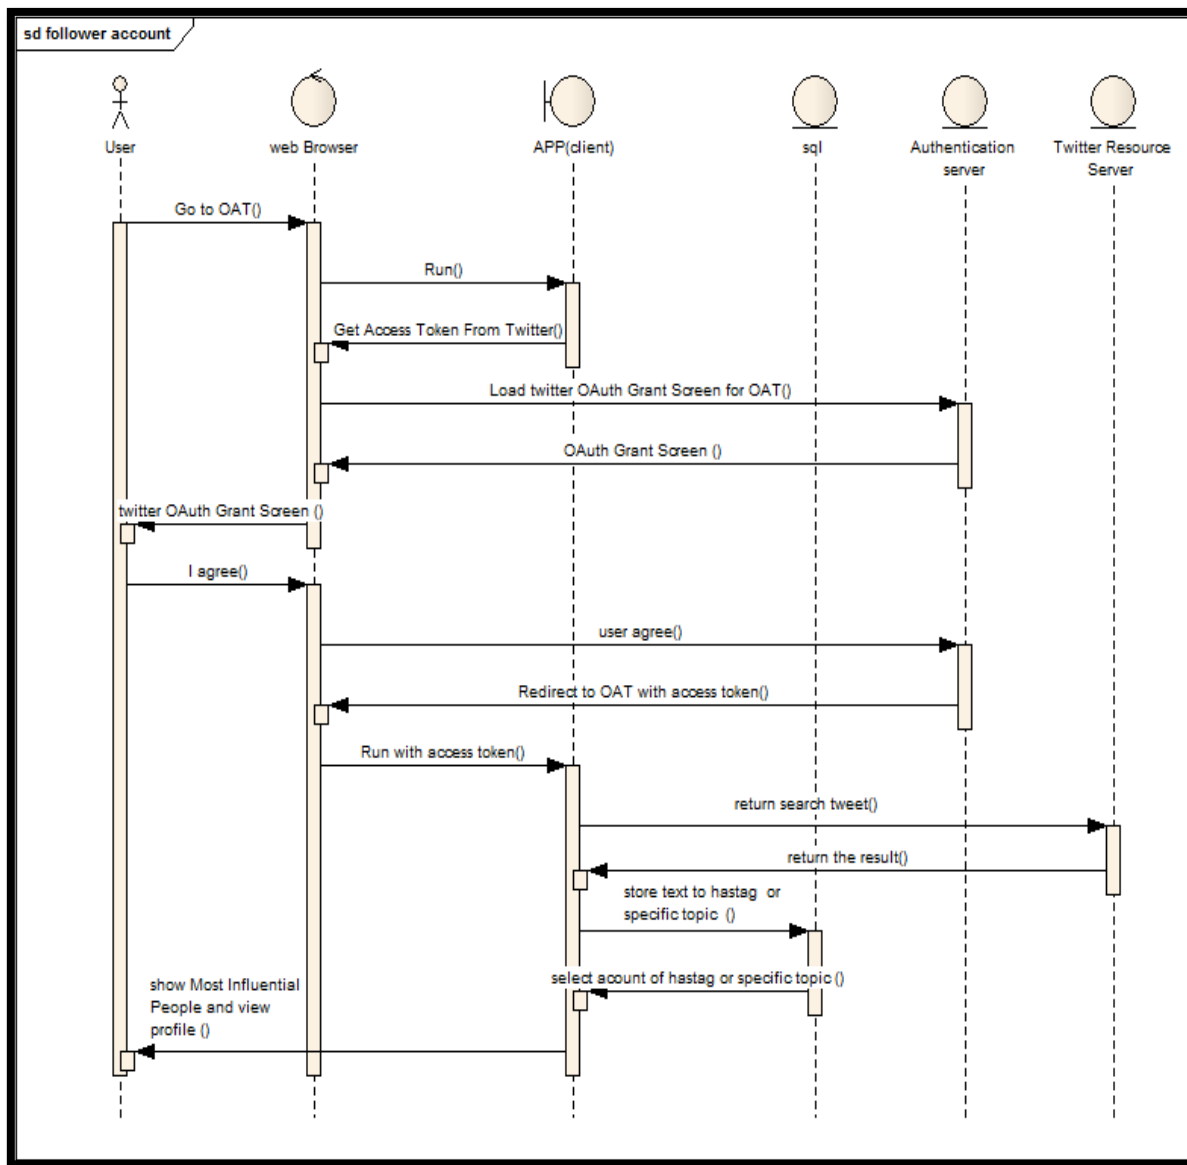 sd follower account
User
web Browser
APP(client)
sql
Authentication
server
Twitter Resource
Server
Go to OAT()
Run()
Get Access Token From Twitter()
Load twitter OAuth Grant Screen for OAT()
OAuth Grant Screen ()
twitter OAuth Grant Screen ()
I agree()
user agree()
Redirect to OAT with access token()
Run with access token()
return search tweet()
return the result()
store text to hastag or
specific topic ()
select acount of hastag or specific topic ()
show Most Influential
People and view
profile ()